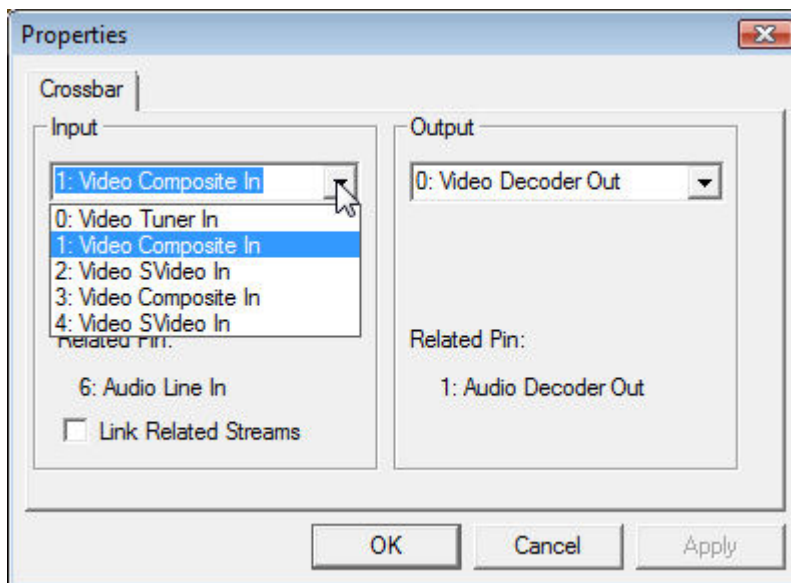 Properties
Crossbar
Input
1: Video Composite In
0: Video Tuner In
1: Video Composite In
2: Video SVideo In
3: Video Composite In
4: Video SVideo In
Related Pin:
6: Audio Line In
Link Related Streams
Output
0: Video Decoder Out
Related Pin:
1: Audio Decoder Out
OK
Cancel
Apply